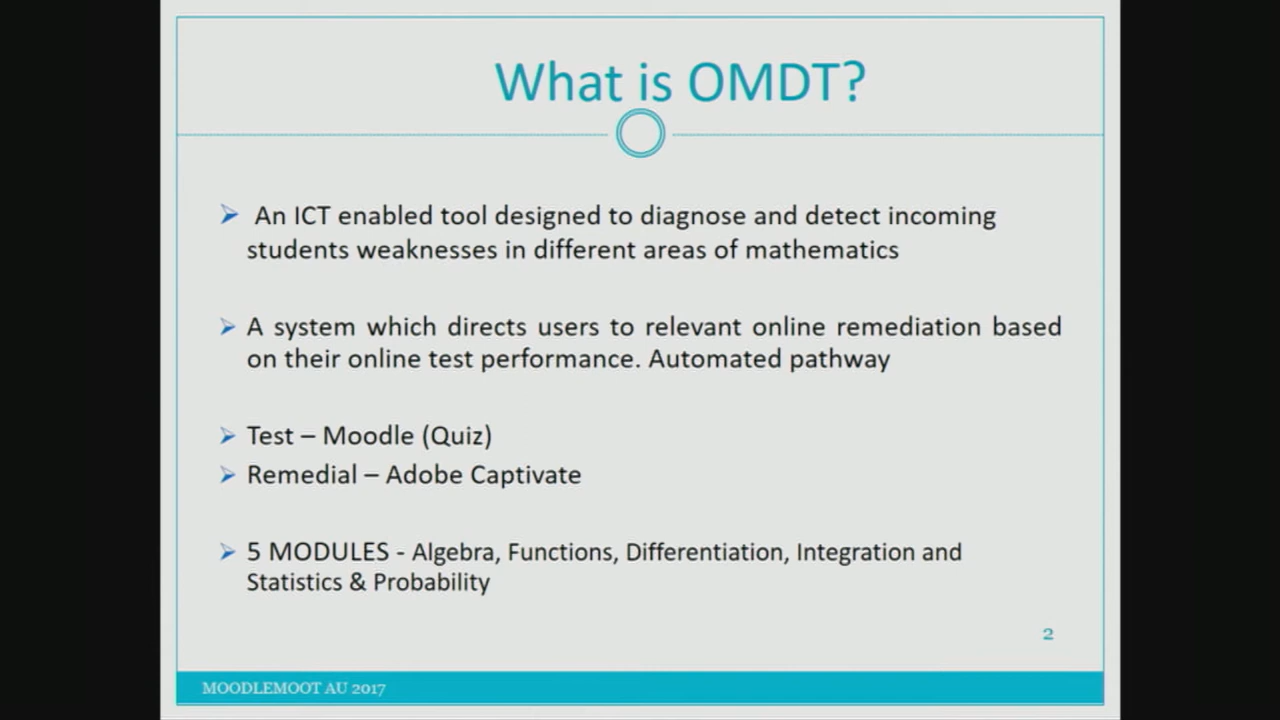 What is OMDT?
An ICT enabled tool designed to diagnose and detect incoming
students weaknesses in different areas of mathematics
A system which directs users to relevant online remediation based
on their online test performance. Automated pathway
Test – Moodle (Quiz)
Remedial – Adobe Captivate
5 MODULES - Algebra, Functions, Differentiation, Integration and
Statistics & Probability
2
MOODLEMOOT AU 2017